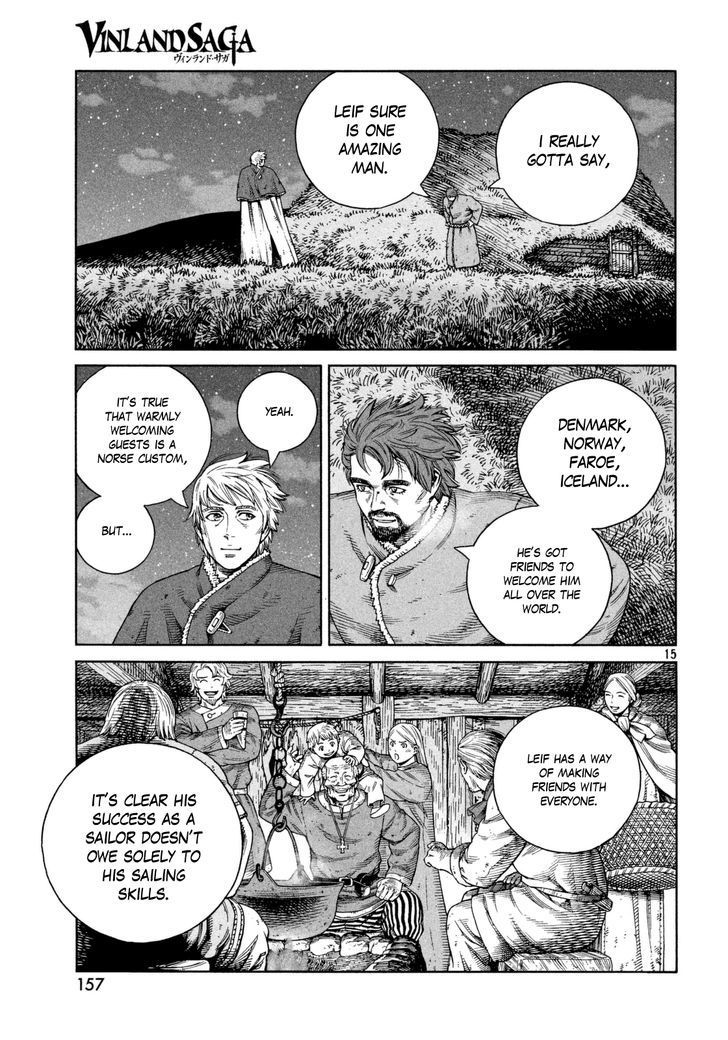 VINLAND SAGA
ヴィンランド・サガ
I REALLY
GOTTA SAY,
LEIF SURE
IS ONE
AMAZING
MAN.
DENMARK,
NORWAY,
FAROE,
ICELAND...
HE'S GOT
FRIENDS TO
WELCOME HIM
ALL OVER THE
WORLD.
YEAH.
IT'S TRUE
THAT WARMLY
WELCOMING
GUESTS IS A
NORSE CUSTOM,
BUT...
15
LEIF HAS A WAY
OF MAKING
FRIENDS WITH
EVERYONE.
IT'S CLEAR HIS
SUCCESS AS A
SAILOR DOESN'T
OWE SOLELY TO
HIS SAILING
SKILLS.
157